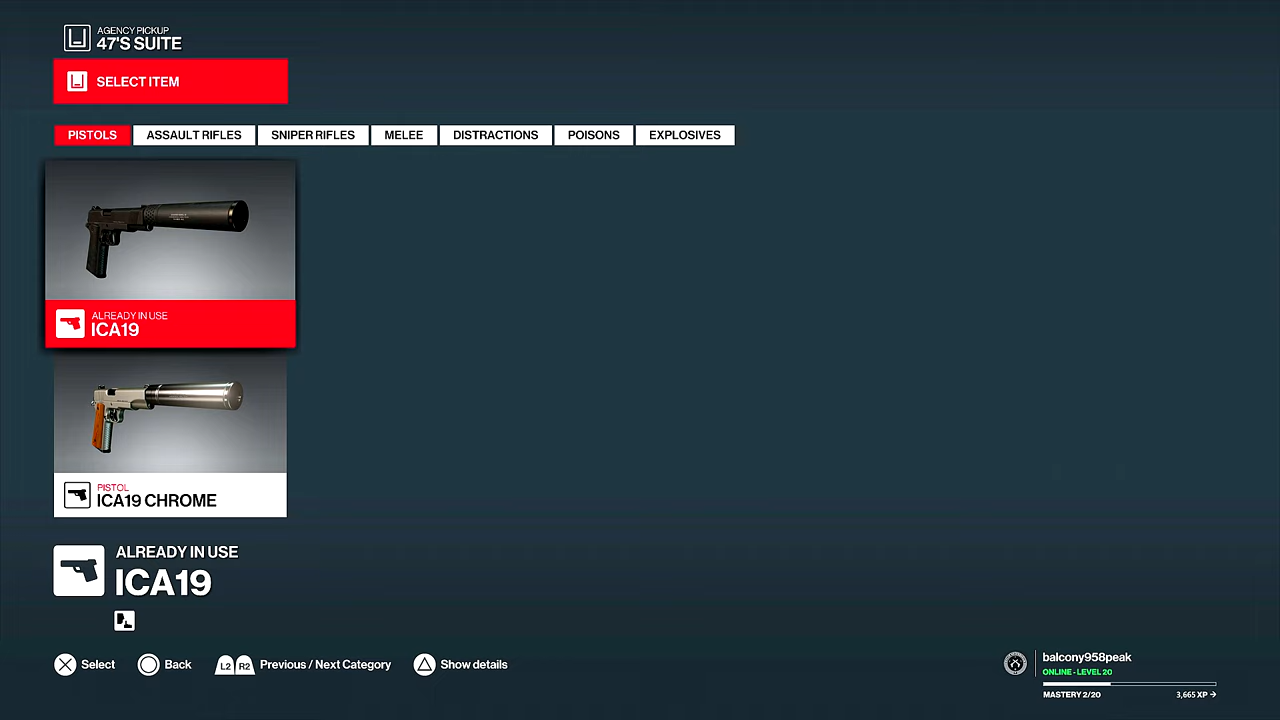 AGENCY PICKUP
47'S SUITE
SELECT ITEM
PISTOLS ASSAULT RIFLES SNIPER RIFLES MELEE DISTRACTIONS POISONS EXPLOSIVES
ALREADY IN USE
ICA19
PISTOL
ICA19 CHROME
ALREADY IN USE
ICA19
Select Back L2 R2 Previous / Next Category Show details
balcony958peak
ONLINE - LEVEL 20
MASTERY 2/20 3,665 XP →